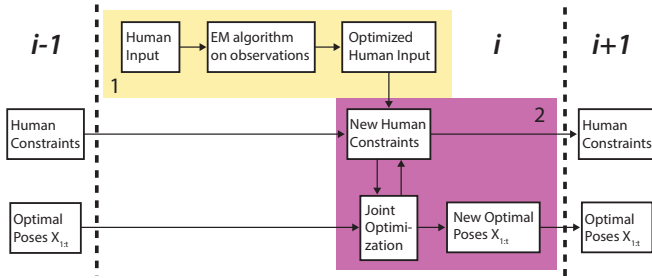 i-1
i
i+1
Human
Input
EM algorithm
on observations
Optimized
Human Input
1
2
Human
Constraints
New Human
Constraints
Human
Constraints
Optimal
Poses X1:t
Joint
Optimi-
zation
New Optimal
Poses X1:t
Optimal
Poses X1:t